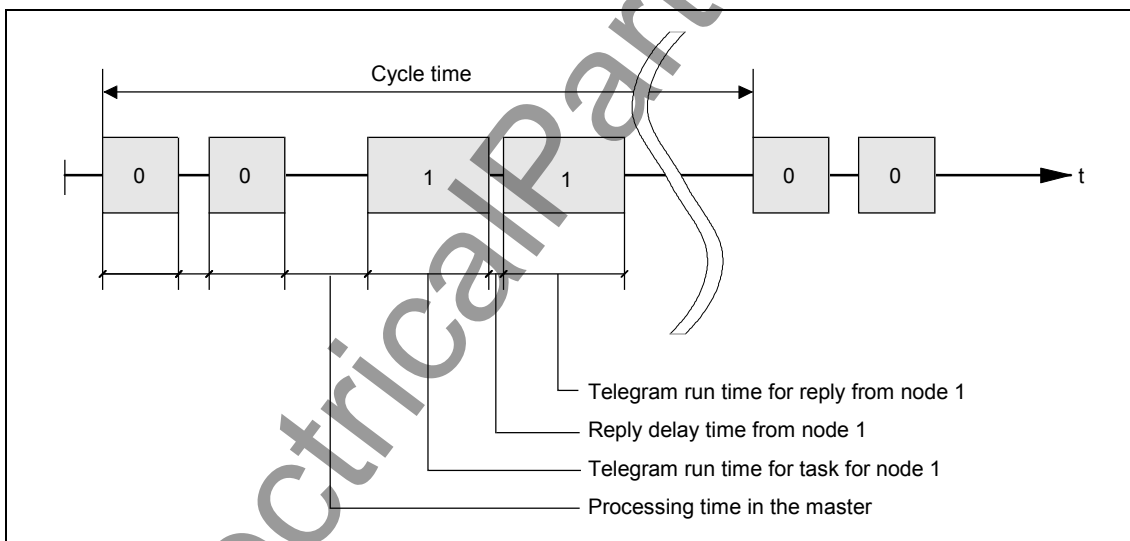 Cycle time
0 0 1 1 0 0 t
Telegram run time for reply from node 1
Reply delay time from node 1
Telegram run time for task for node 1
Processing time in the master
ectricalPart